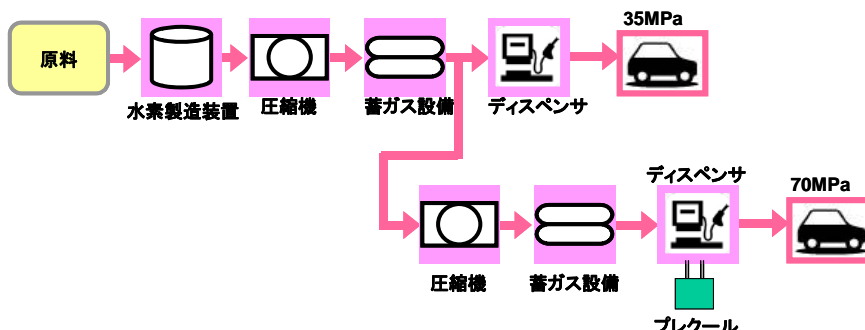 35MPa
原料
水素製造装置
圧縮機
蓄ガス設備
ディスペンサ
ディスペンサ
70MPa
圧縮機
蓄ガス設備
プレクール